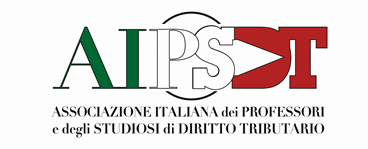 AIPSDT
ASSOCIAZIONE ITALIANA dei PROFESSORI
e degli STUDIOSI di DIRITTO TRIBUTARIO